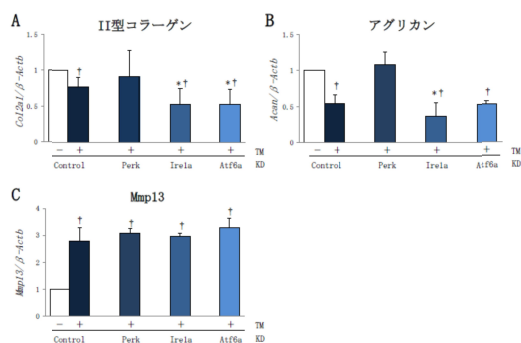 A
II型コラーゲン
Col2a1/β-Actb
1.5
1
0.5
0
†
*†
*†
− + + + + TM
Control Perk Ire1a Atf6a KD
B
アグリカン
Acan/β-Actb
1.5
1
0.5
0
†
*†
†
− + + + + TM
Control Perk Ire1a Atf6a KD
C
Mmp13
Mmp13/β-Actb
4
3
2
1
0
†
†
†
†
− + + + + TM
Control Perk Ire1a Atf6a KD